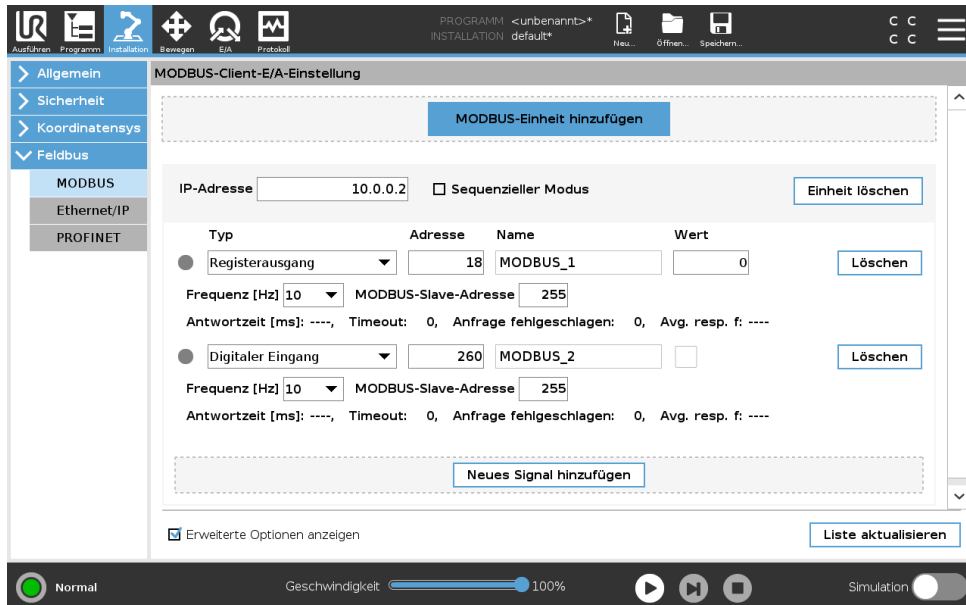 PROGRAMM <unbenannt>*
INSTALLATION default*
Ausführen Programm Installation Bewegen E/A Protokoll Neu... Öffnen... Speichern...
C C
C C
Allgemein
Sicherheit
Koordinatensys
Feldbus
MODBUS
Ethernet/IP
PROFINET
MODBUS-Client-E/A-Einstellung
MODBUS-Einheit hinzufügen
IP-Adresse 10.0.0.2 Sequenzieller Modus Einheit löschen
Typ Adresse Name Wert
Registerausgang 18 MODBUS_1 0 Löschen
Frequenz [Hz] 10 MODBUS-Slave-Adresse 255
Antwortzeit [ms]: ----, Timeout: 0, Anfrage fehlgeschlagen: 0, Avg. resp. f: ----
Digitaler Eingang 260 MODBUS_2 Löschen
Frequenz [Hz] 10 MODBUS-Slave-Adresse 255
Antwortzeit [ms]: ----, Timeout: 0, Anfrage fehlgeschlagen: 0, Avg. resp. f: ----
Neues Signal hinzufügen
Erweiterte Optionen anzeigen Liste aktualisieren
Normal Geschwindigkeit 100% Simulation